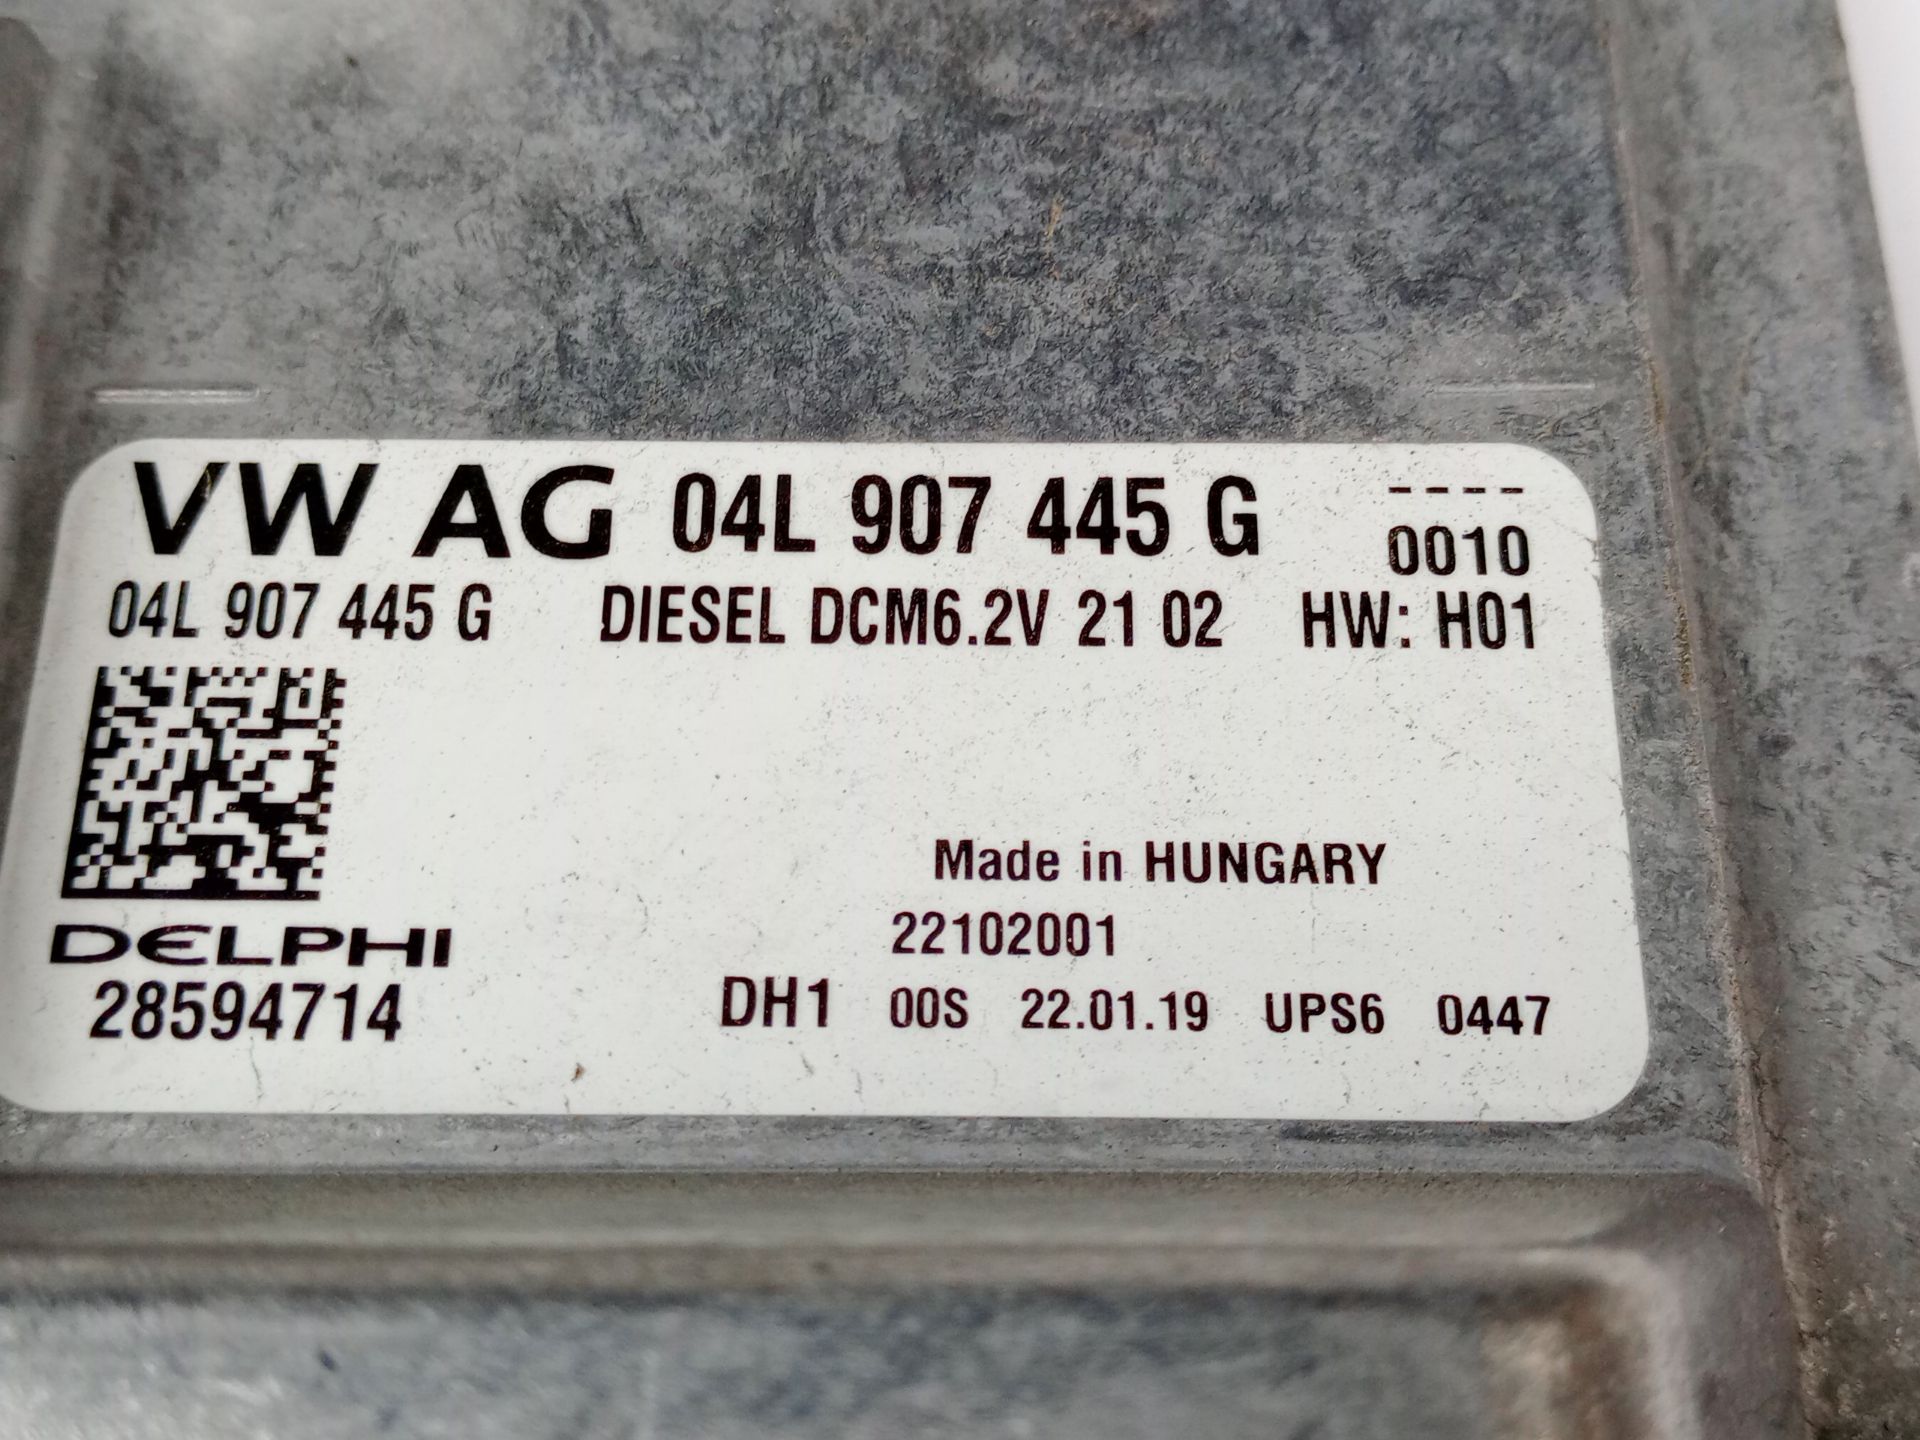 VW AG 04L 907 445 G ----
0010
04L 907 445 G DIESEL DCM6.2V 21 02 HW: H01
Made in HUNGARY
DELPHI 22102001
28594714 DH1 00S 22.01.19 UPS6 0447